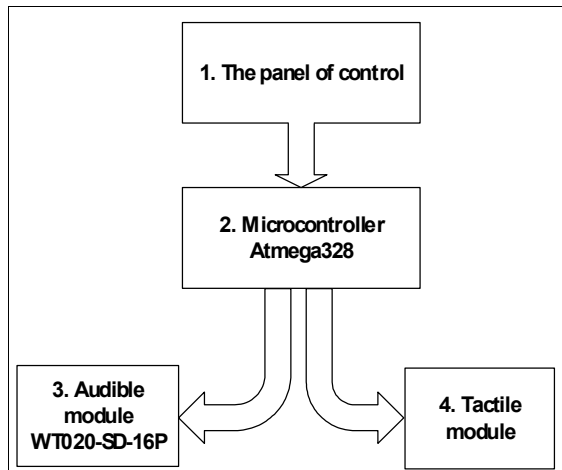 1. The panel of control
2. Microcontroller
Atmega328
3. Audible
module
WT020-SD-16P
4. Tactile
module